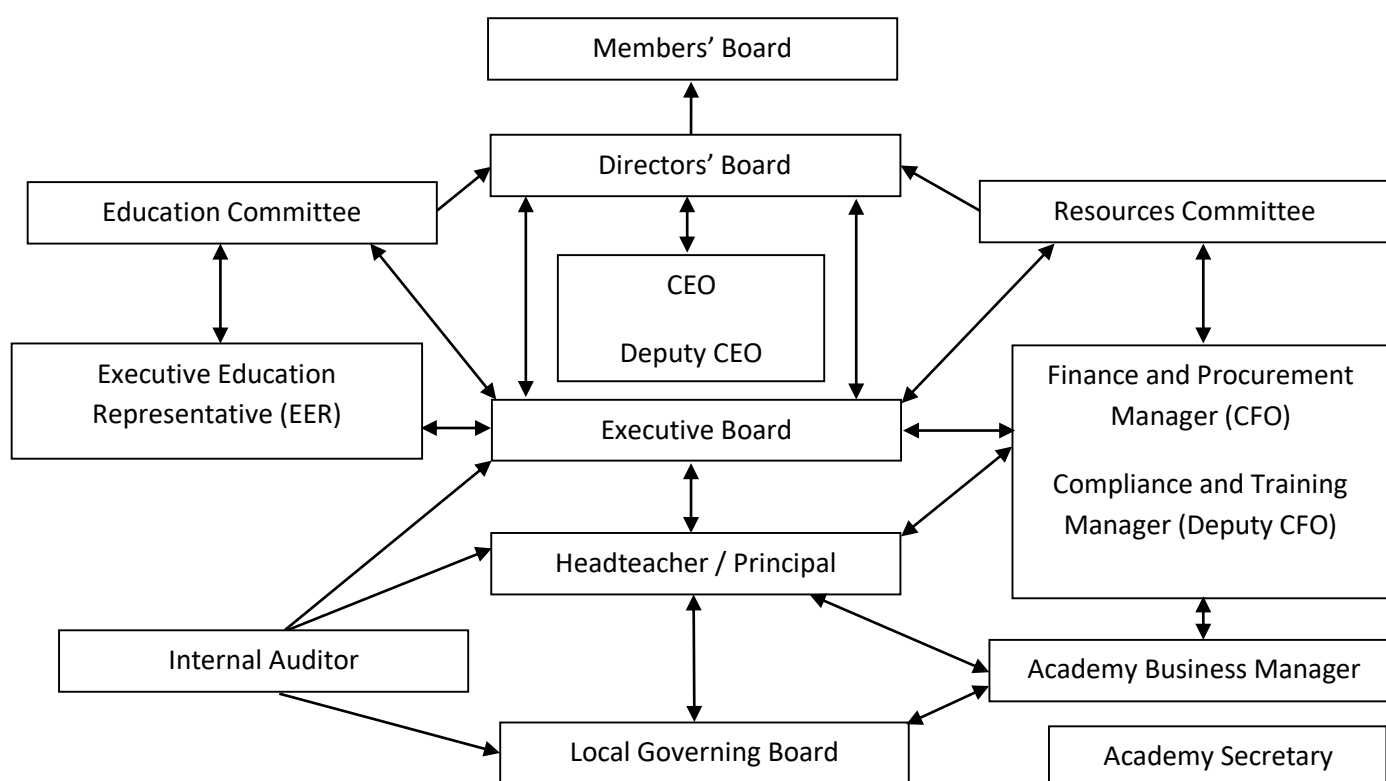 Members’ Board
Directors’ Board
Education Committee
Resources Committee
CEO
Deputy CEO
Executive Education
Representative (EER)
Finance and Procurement
Manager (CFO)
Executive Board
Compliance and Training
Manager (Deputy CFO)
Headteacher / Principal
Internal Auditor
Academy Business Manager
Local Governing Board
Academy Secretary